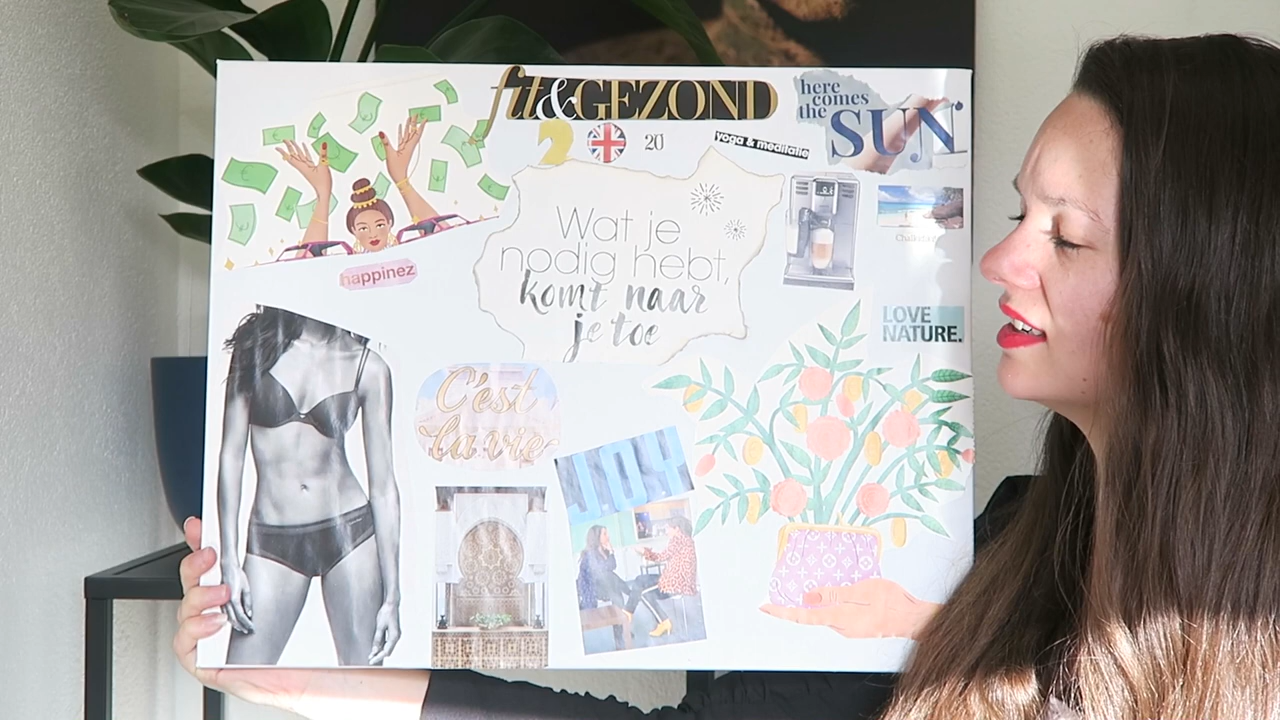 fit&GEZOND
here
comes
the
SUN
2
20
yoga & meditatie
Wat je
nodig hebt,
komt naar
je toe
happinez
LOVE
NATURE.
C'est
la vie
JOY